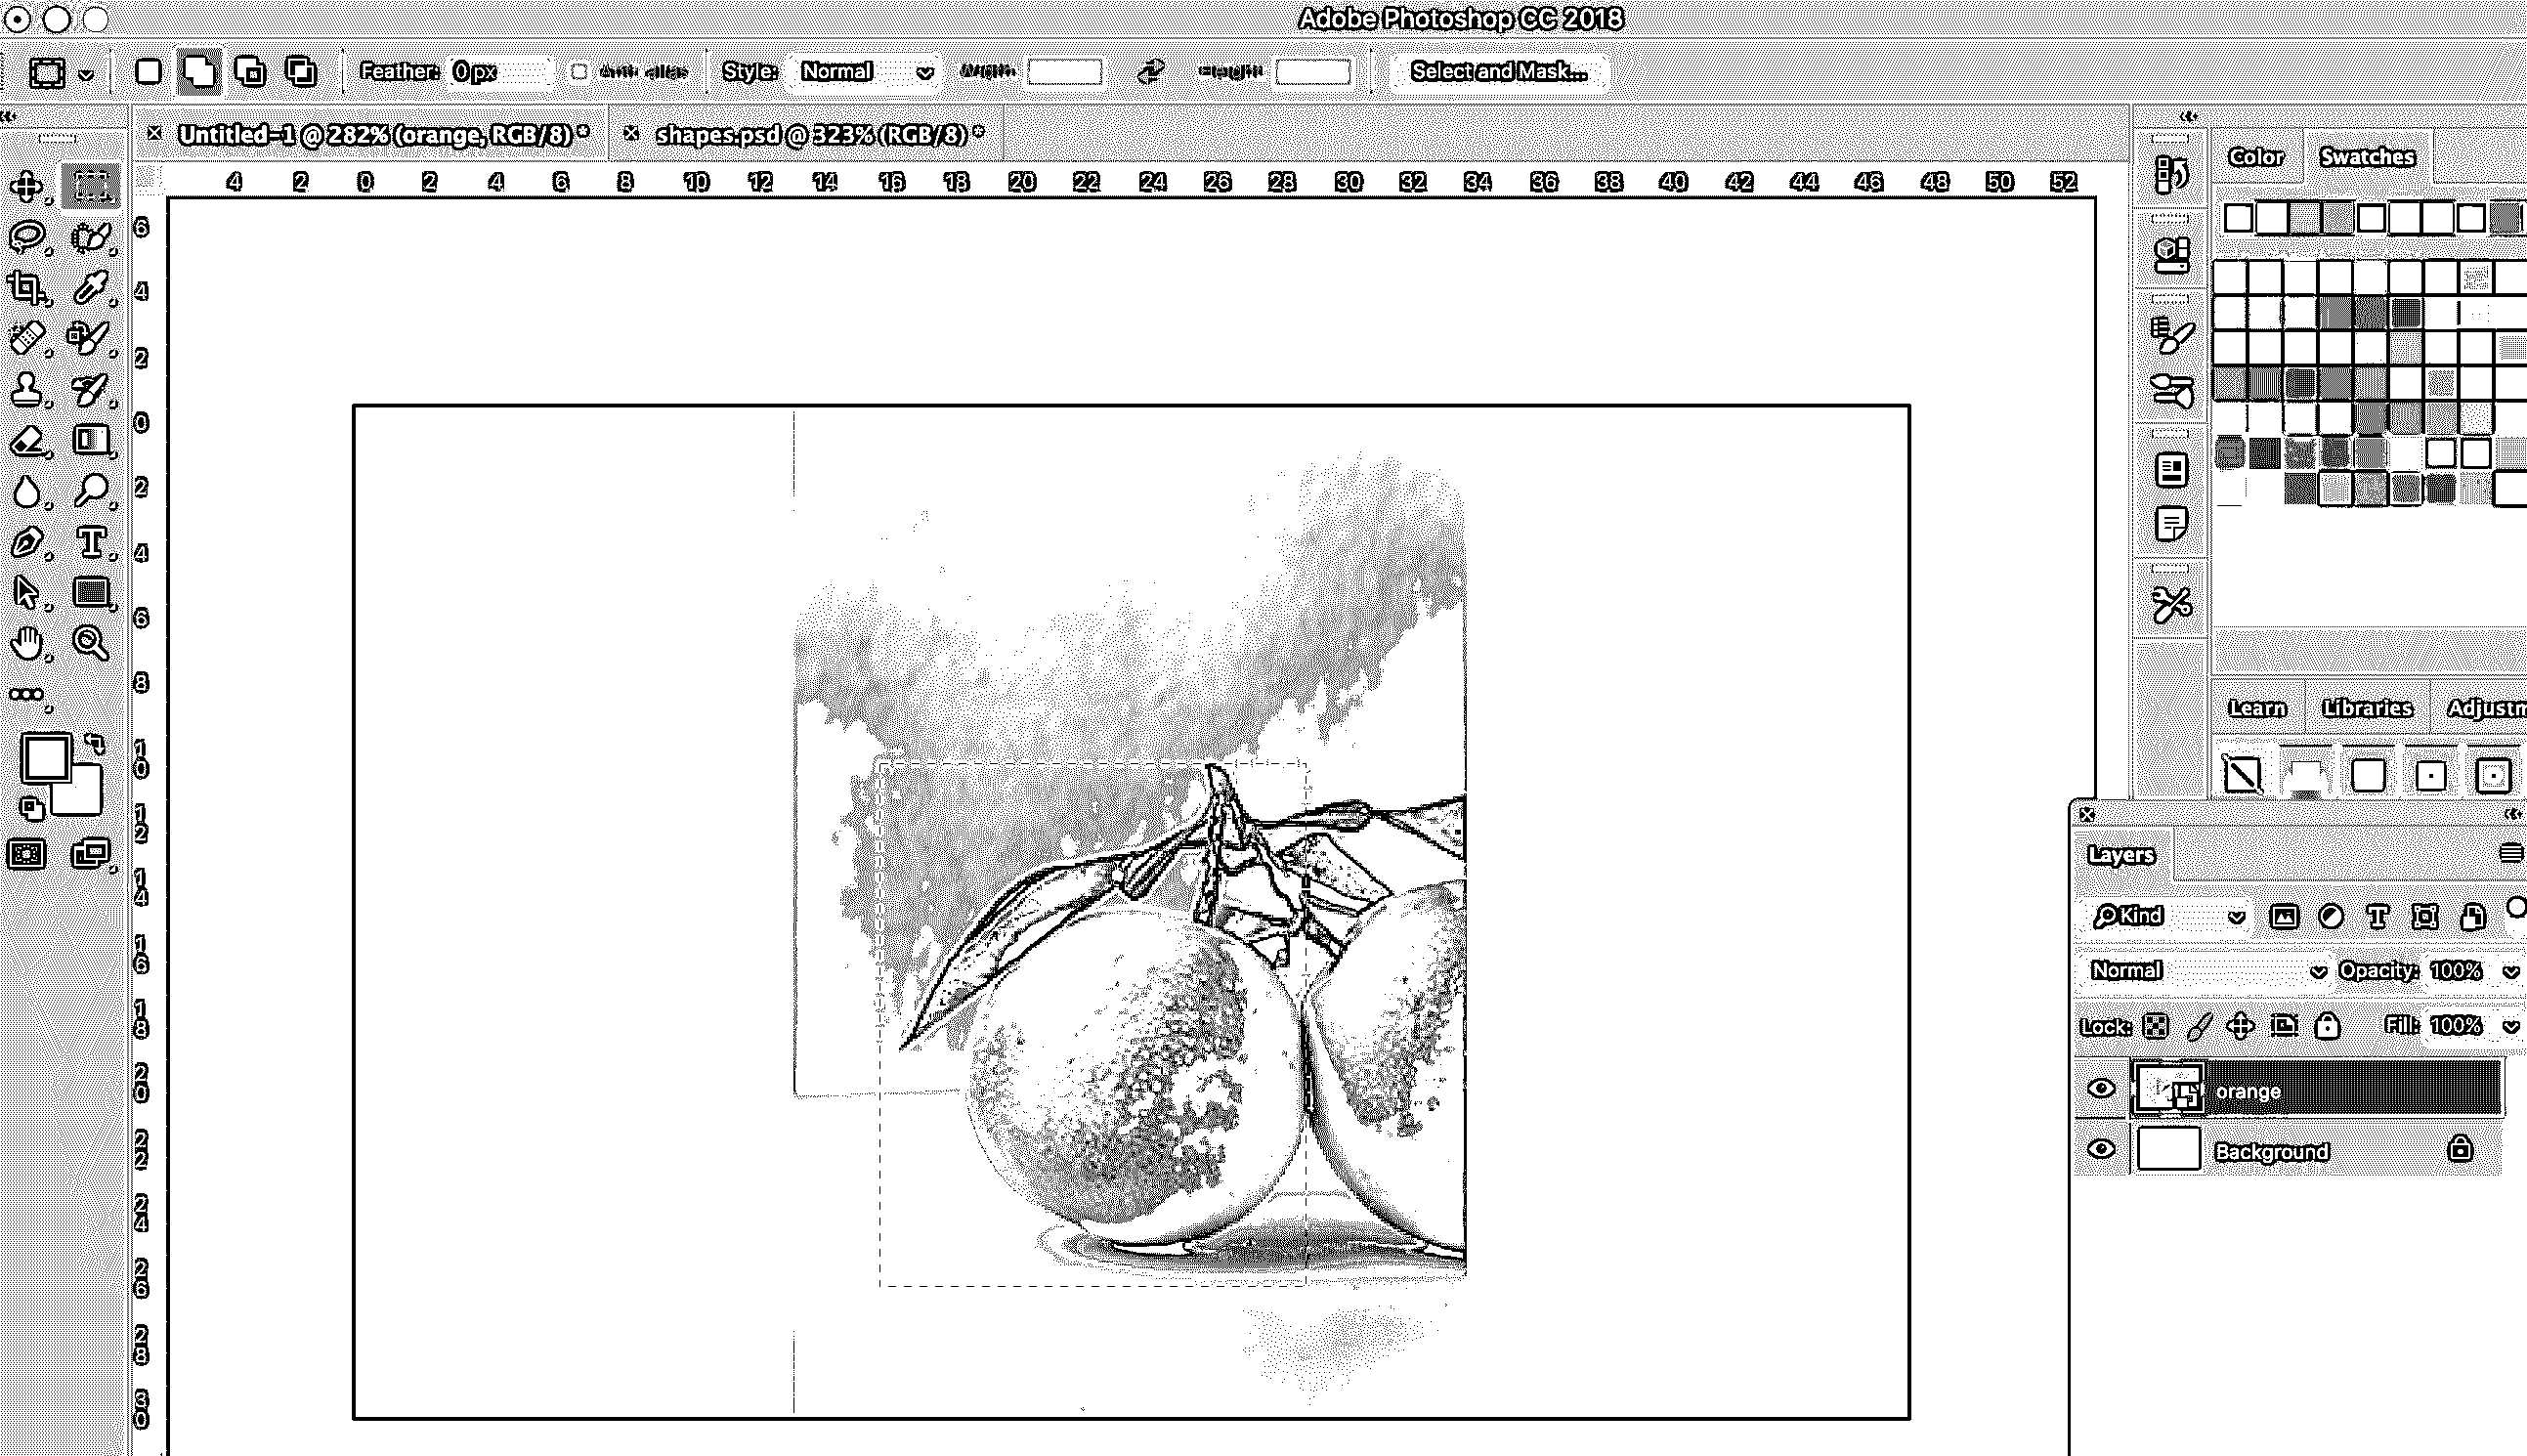 Adobe Photoshop CC 2018
Feather: 0 px Anti-alias Style: Normal Width: Height: Select and Mask...
Untitled-1 @ 282% (orange, RGB/8) * shapes.psd @ 323% (RGB/8) *
4 2 0 2 4 6 8 10 12 14 16 18 20 22 24 26 28 30 32 34 36 38 40 42 44 46 48 50 52
6
4
2
0
2
4
6
8
10
12
14
16
18
20
22
24
26
28
30
Color Swatches
Learn Libraries Adjustm
Layers
Kind
Normal Opacity: 100%
Lock: Fill: 100%
orange
Background